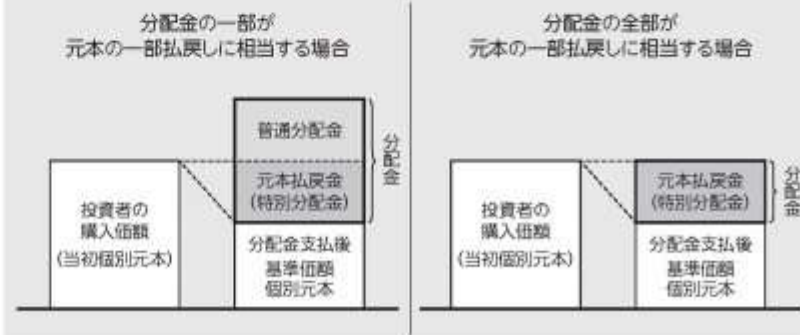 分配金の一部が
元本の一部払戻しに相当する場合
普通分配金
元本払戻金
(特別分配金)
分配金
投資者の
購入価額
(当初個別元本)
分配金支払後
基準価額
個別元本
分配金の全部が
元本の一部払戻しに相当する場合
元本払戻金
(特別分配金)
分配金
投資者の
購入価額
(当初個別元本)
分配金支払後
基準価額
個別元本